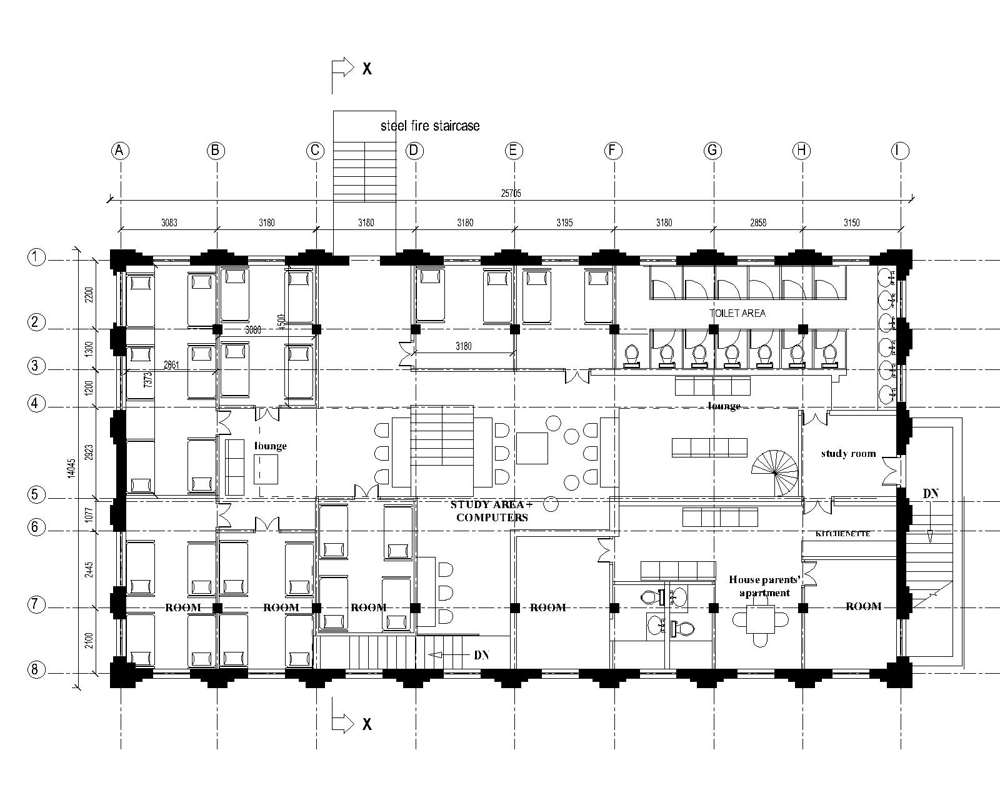 X
steel fire staircase
A
B
C
D
E
F
G
H
I
25705
3083
3180
3180
3180
3195
3180
2858
3150
1
2
3
4
5
6
7
8
2200
1300
1200
2923
1077
2445
2100
14045
3080
4500
2861
7373
3180
TOILET AREA
lounge
lounge
study room
STUDY AREA+
COMPUTERS
DN
KITCHENETTE
House parents'
apartment
ROOM
ROOM
ROOM
ROOM
ROOM
DN
X